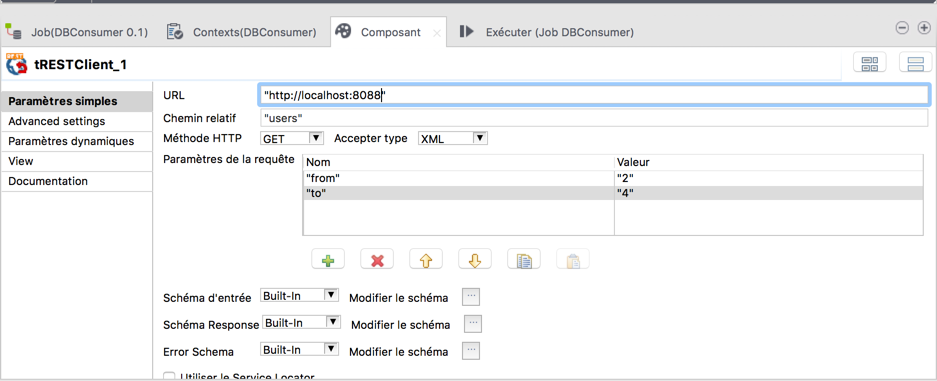 Job(DBConsumer 0.1) Contexts(DBConsumer) Composant Exécuter (Job DBConsumer)
REST tRESTClient_1
Paramètres simples
Advanced settings
Paramètres dynamiques
View
Documentation
URL "http://localhost:8088"
Chemin relatif "users"
Méthode HTTP GET Accepter type XML
Paramètres de la requête Nom Valeur
"from" "2"
"to" "4"
Schéma d'entrée Built-In Modifier le schéma ...
Schéma Response Built-In Modifier le schéma ...
Error Schema Built-In Modifier le schéma ...
Utiliser le Service Locator